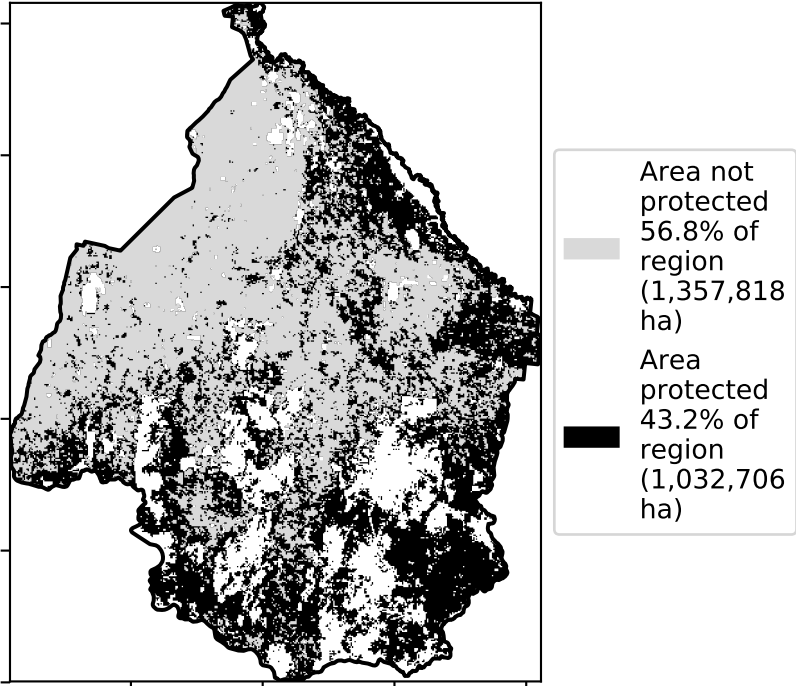 Area not
protected
56.8% of
region
(1,357,818
ha)
Area
protected
43.2% of
region
(1,032,706
ha)